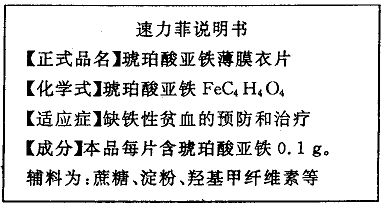 速力菲说明书
【正式品名】琥珀酸亚铁薄膜衣片
【化学式】琥珀酸亚铁 FeC₄H₄O₄
【适应症】缺铁性贫血的预防和治疗
【成分】本品每片含琥珀酸亚铁 0.1 g。
辅料为:蔗糖、淀粉、羟基甲纤维素等